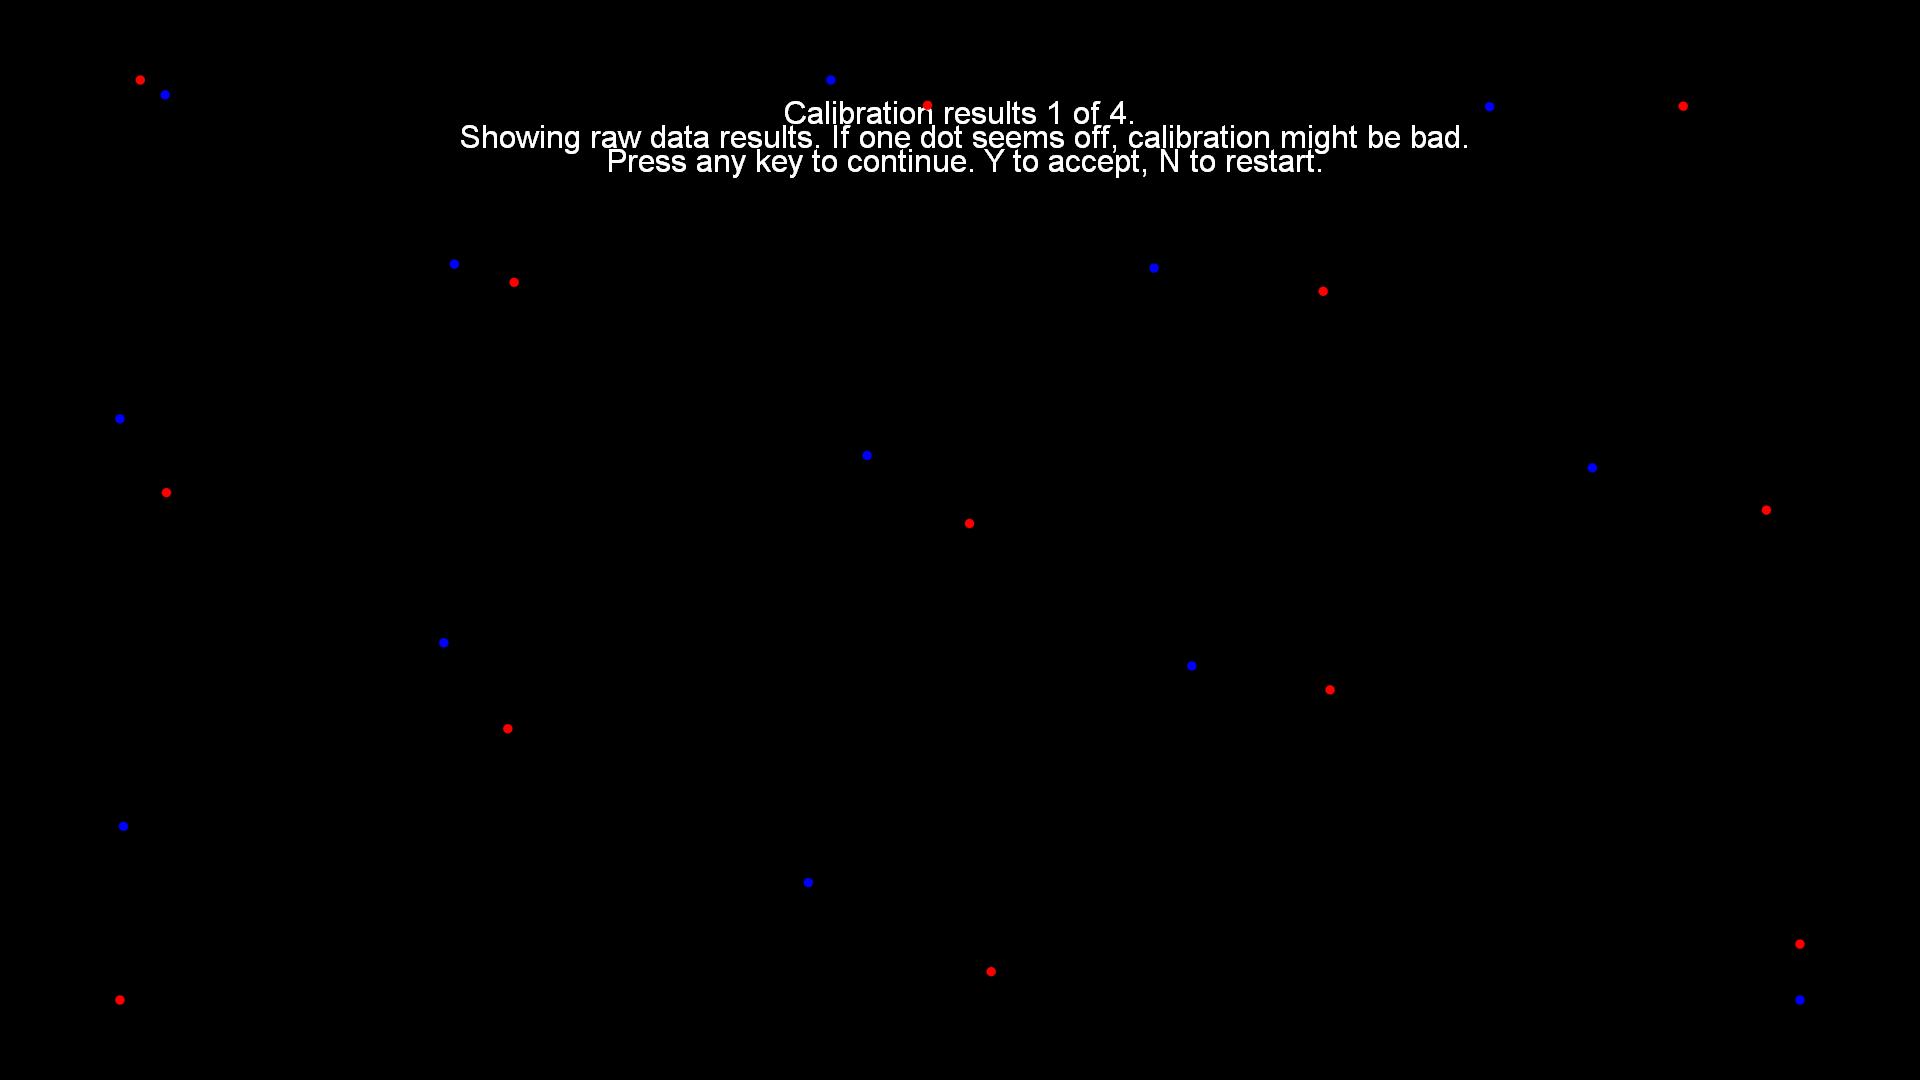 Calibration results 1 of 4.
Showing raw data results. If one dot seems off, calibration might be bad.
Press any key to continue. Y to accept, N to restart.